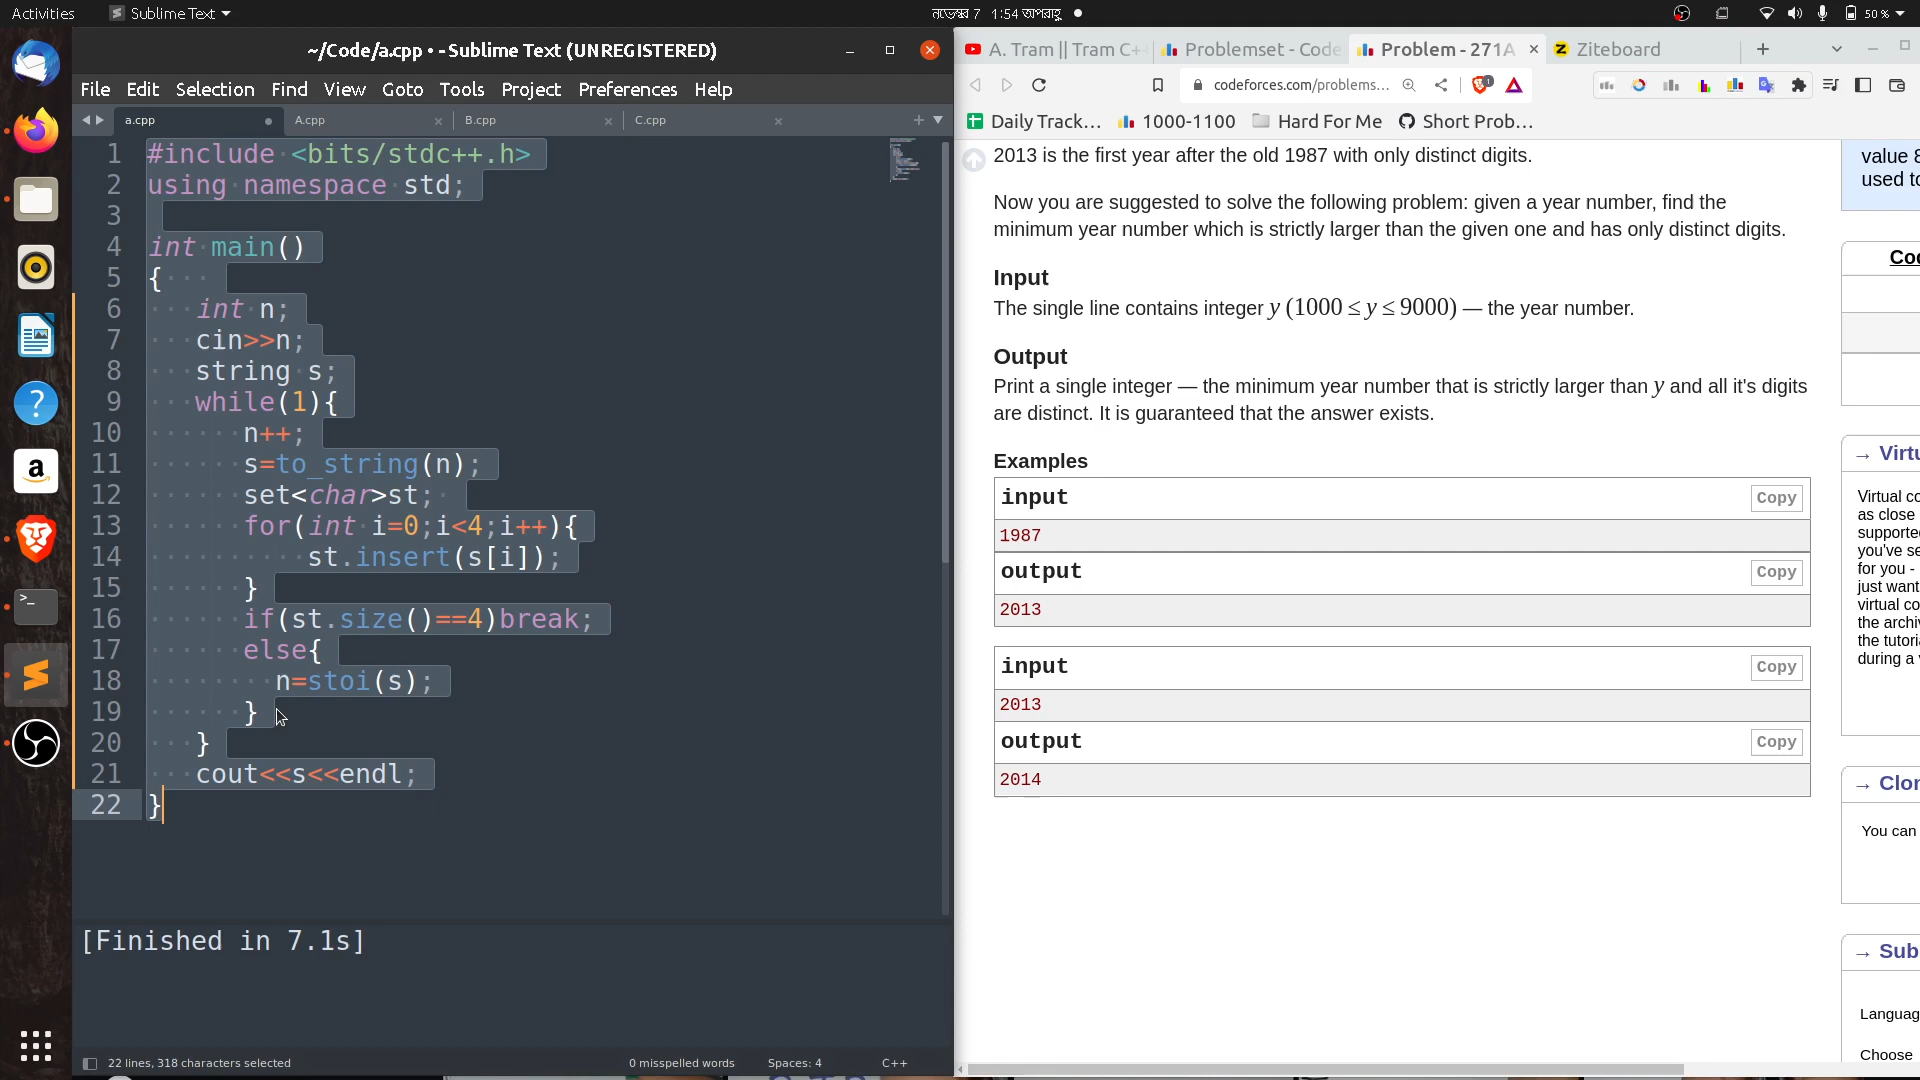 Activities
Sublime Text
নভেম্বর 7 1:54 অপরাহ্ণ
50 %
~/Code/a.cpp • - Sublime Text (UNREGISTERED)
File Edit Selection Find View Goto Tools Project Preferences Help
a.cpp
A.cpp
B.cpp
C.cpp
1 #include <bits/stdc++.h>
2 using namespace std;
3
4 int main()
5 {
6 int n;
7 cin>>n;
8 string s;
9 while(1){
10 n++;
11 s=to_string(n);
12 set<char>st;
13 for(int i=0;i<4;i++){
14 st.insert(s[i]);
15 }
16 if(st.size()==4)break;
17 else{
18 n=stoi(s);
19 }
20 }
21 cout<<s<<endl;
22 }
[Finished in 7.1s]
22 lines, 318 characters selected
0 misspelled words
Spaces: 4
C++
A. Tram || Tram C++
Problemset - Code
Problem - 271A
Ziteboard
codeforces.com/problems...
Daily Track...
1000-1100
Hard For Me
Short Prob...
2013 is the first year after the old 1987 with only distinct digits.
Now you are suggested to solve the following problem: given a year number, find the
minimum year number which is strictly larger than the given one and has only distinct digits.
Input
The single line contains integer y (1000 ≤ y ≤ 9000) — the year number.
Output
Print a single integer — the minimum year number that is strictly larger than y and all it's digits
are distinct. It is guaranteed that the answer exists.
Examples
input
Copy
1987
output
Copy
2013
input
Copy
2013
output
Copy
2014
value 8
used to
Cod
→ Virtu
Virtual co
as close
supporte
you've se
for you -
just want
virtual co
the archiv
the tutoria
during a v
→ Clon
You can
→ Sub
Languag
Choose